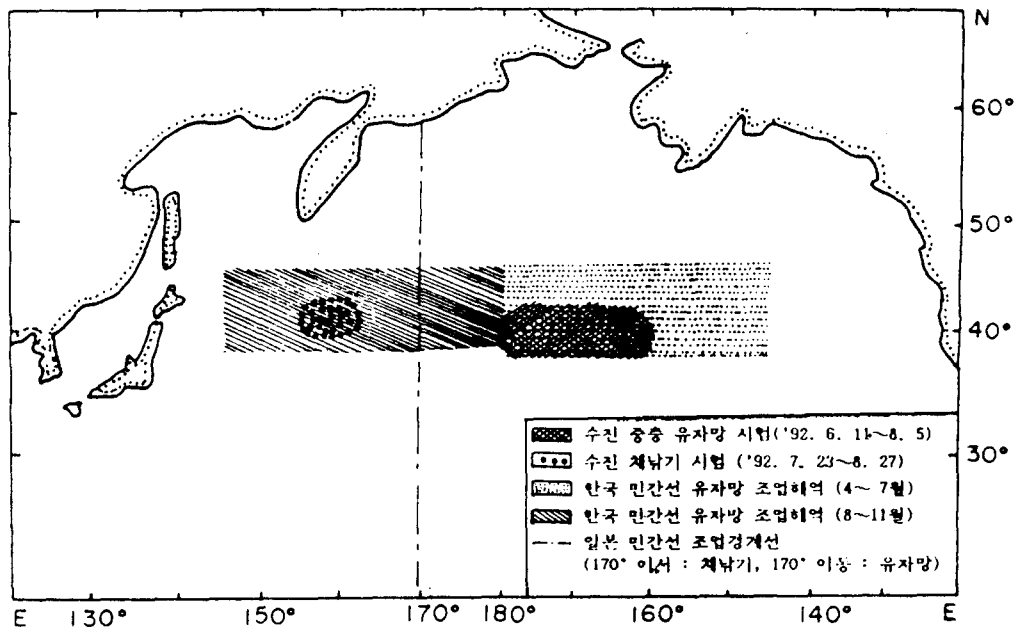 N
60°
50°
40°
30°
수진 중층 유자망 시험('92. 6. 11~8. 5)
수진 채낚기 시험 ('92. 7. 23~8. 27)
한국 민간선 유자망 조업해역 (4~ 7월)
한국 민간선 유자망 조업해역 (8~11월)
일본 민간선 조업경계선
(170° 이서 : 채낚기, 170° 이동 : 유자망)
E 130° 150° 170° 180° 160° 140° E